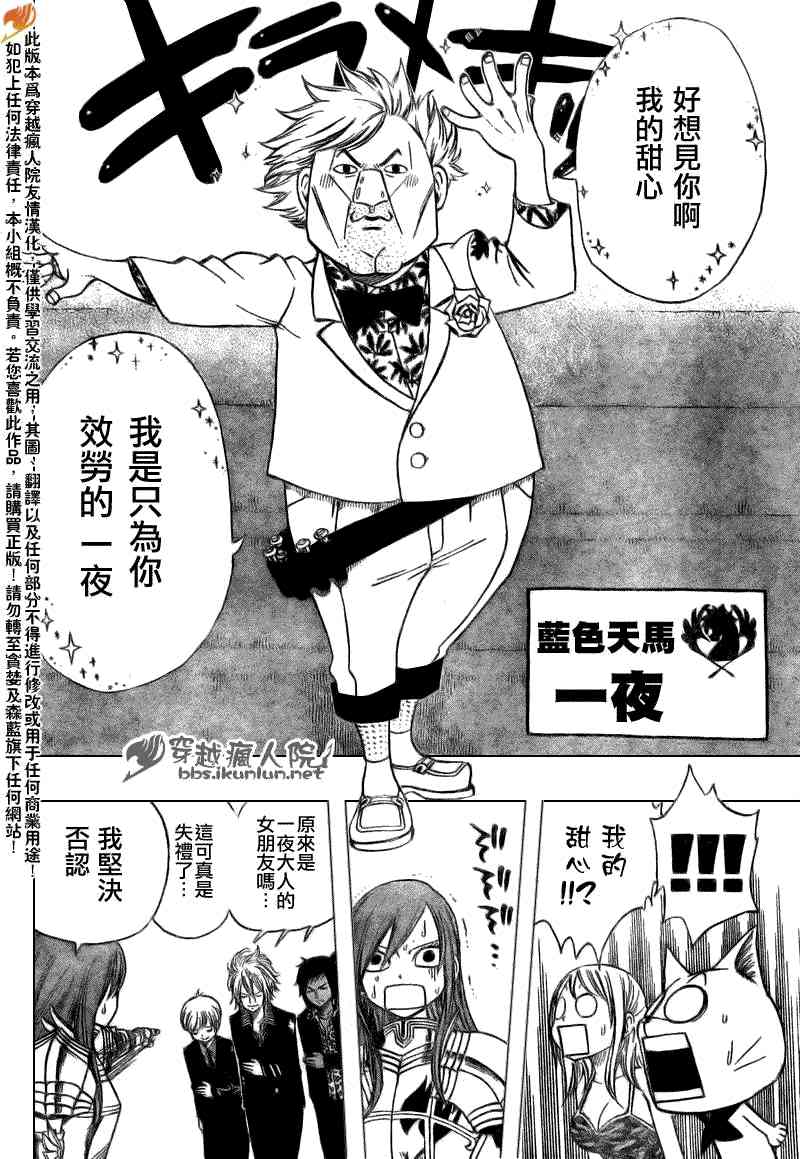 キラメキ
好想見你啊
我的甜心
我是只為你
效勞的一夜
藍色天馬
一夜
穿越瘋人院
bbs.ikunlun.net
!!!
我的
甜心!!?
ぞぞぞ…
原來是
一夜大人的
女朋友嗎…
這可真是
失禮了…
我堅決
否認
此版本爲穿越瘋人院友情漢化，僅供學習交流之用，其圖、翻譯以及任何部分不得進行修改或用于任何商業用途！
如犯上任何法律責任，本小組概不負責。若您喜歡此作品，請購買正版！請勿轉至貪婪及森藍旗下任何網站！